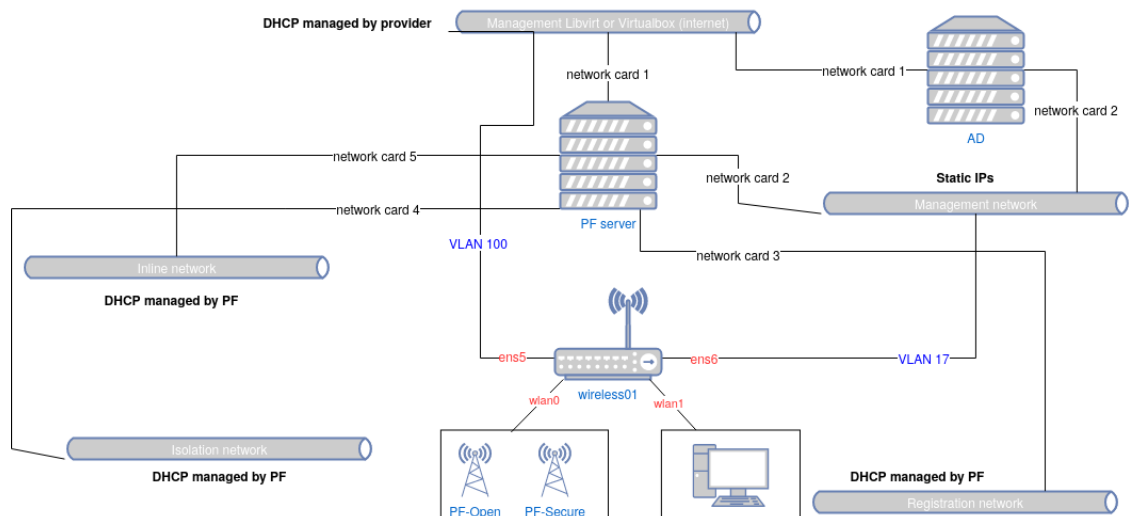 DHCP managed by provider
Management Libvirt or Virtualbox (internet)
network card 1
network card 1
network card 2
AD
network card 5
network card 2
Static IPs
network card 4
Management network
PF server
VLAN 100
network card 3
Inline network
DHCP managed by PF
ens5
ens6
VLAN 17
wireless01
wlan0
wlan1
Isolation network
DHCP managed by PF
DHCP managed by PF
PF-Open
PF-Secure
Registration network